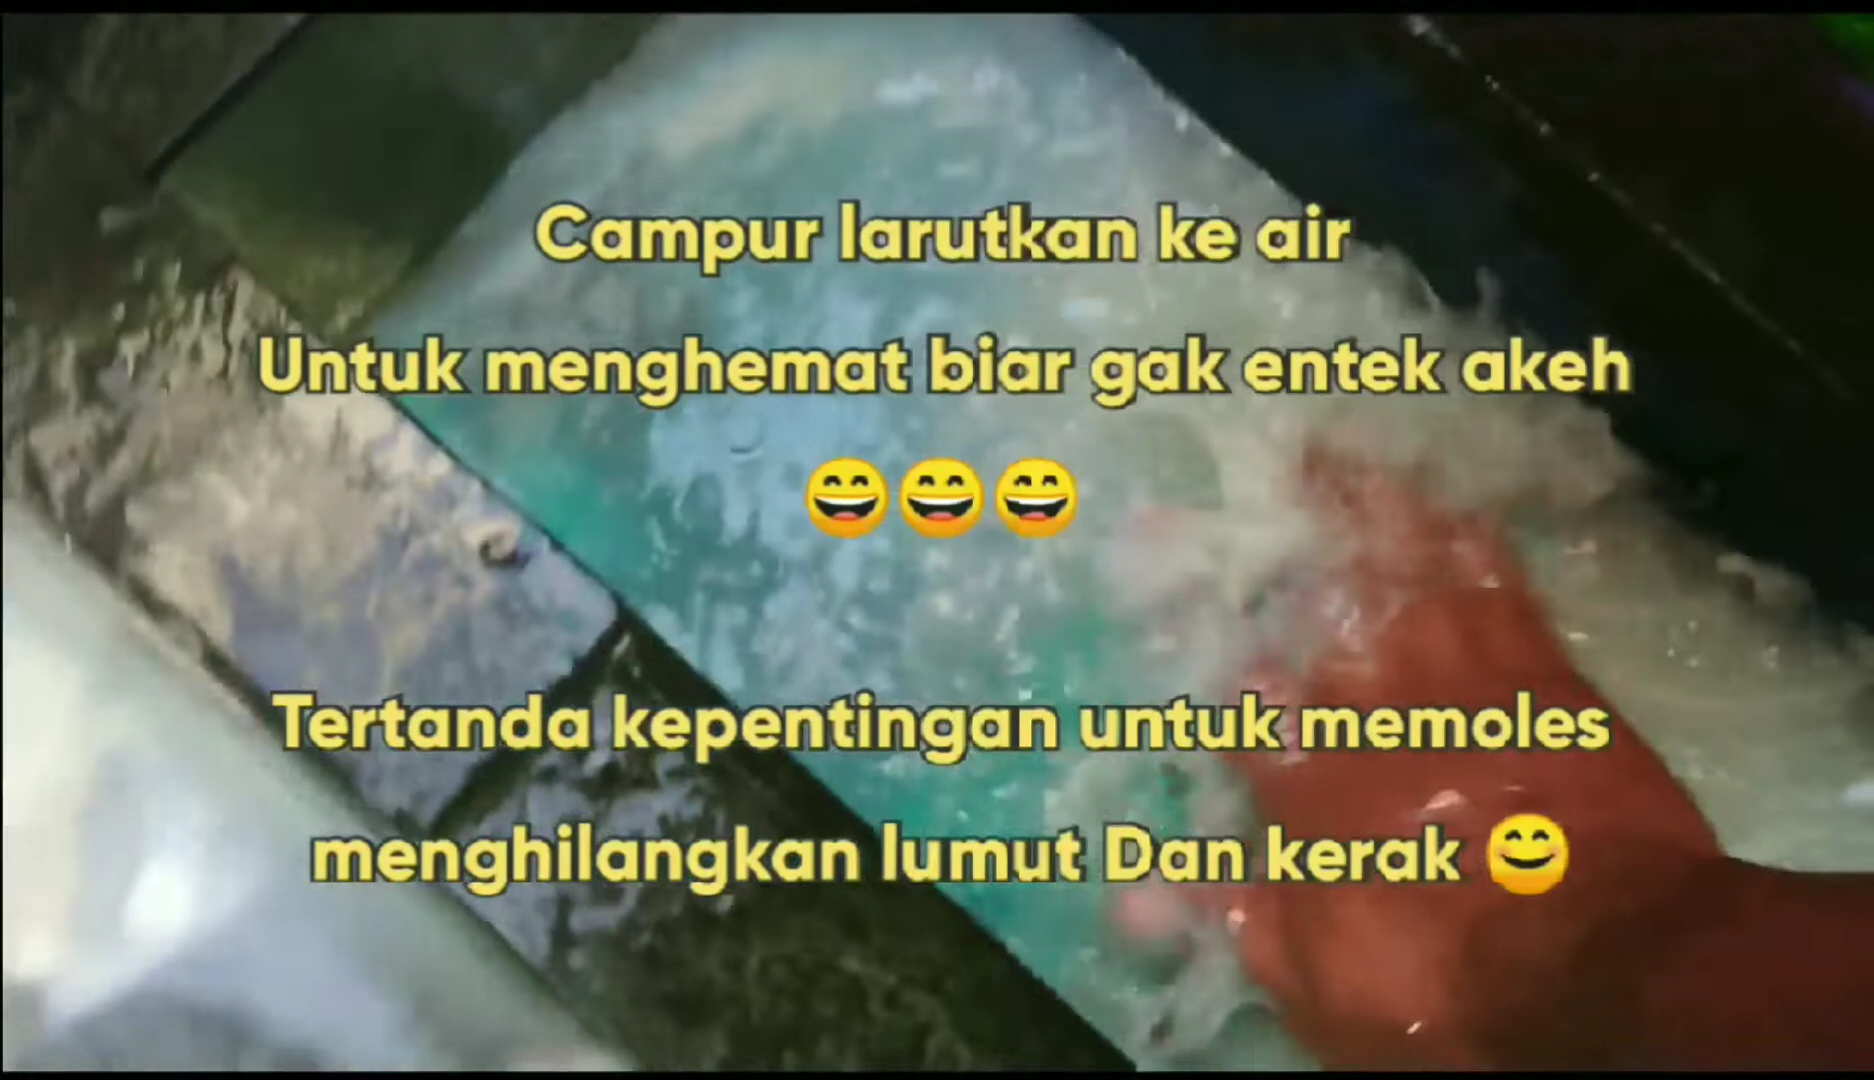 Campur larutkan ke air
Untuk menghemat biar gak entek akeh
😄😄😄
Tertanda kepentingan untuk memoles
menghilangkan lumut Dan kerak 😊